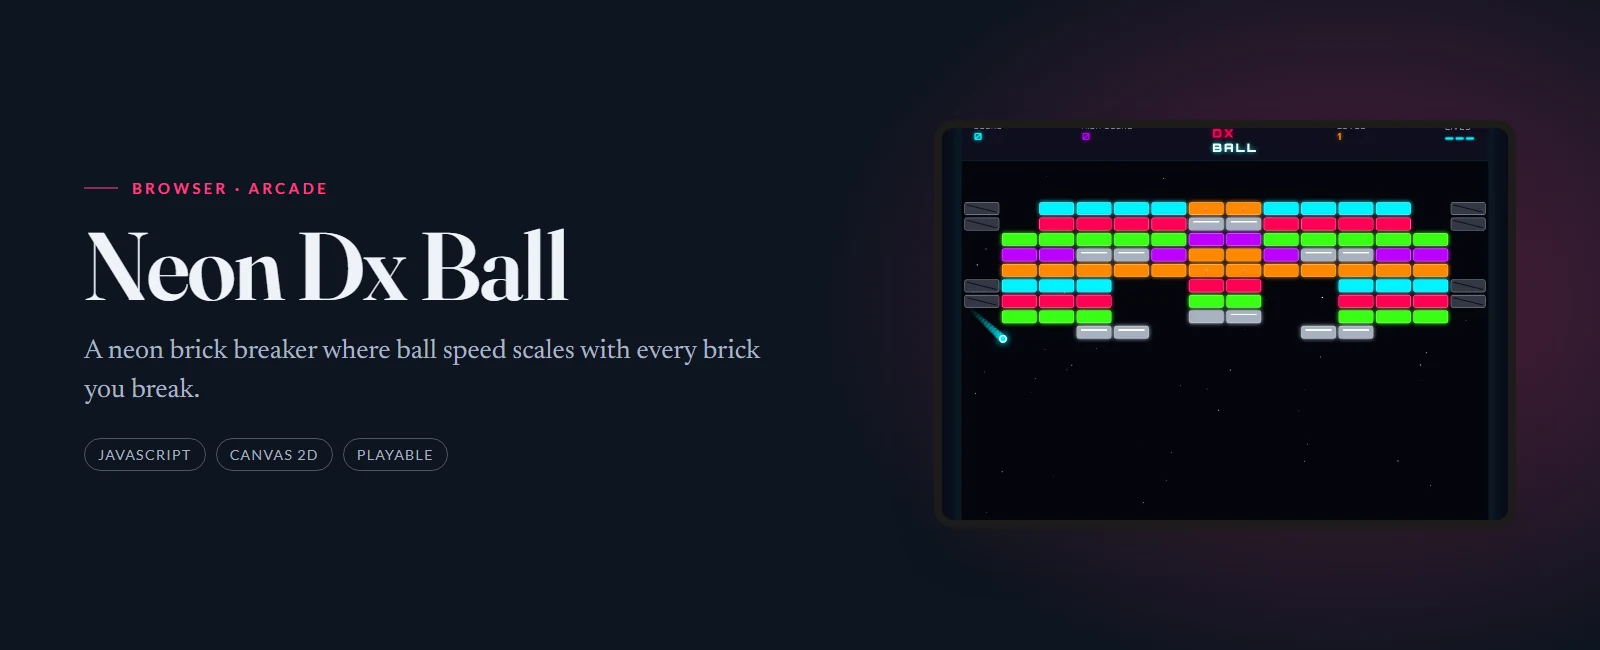 BROWSER · ARCADE
Neon Dx Ball
A neon brick breaker where ball speed scales with every brick
you break.
JAVASCRIPT
CANVAS 2D
PLAYABLE
0
0
DX
BALL
1